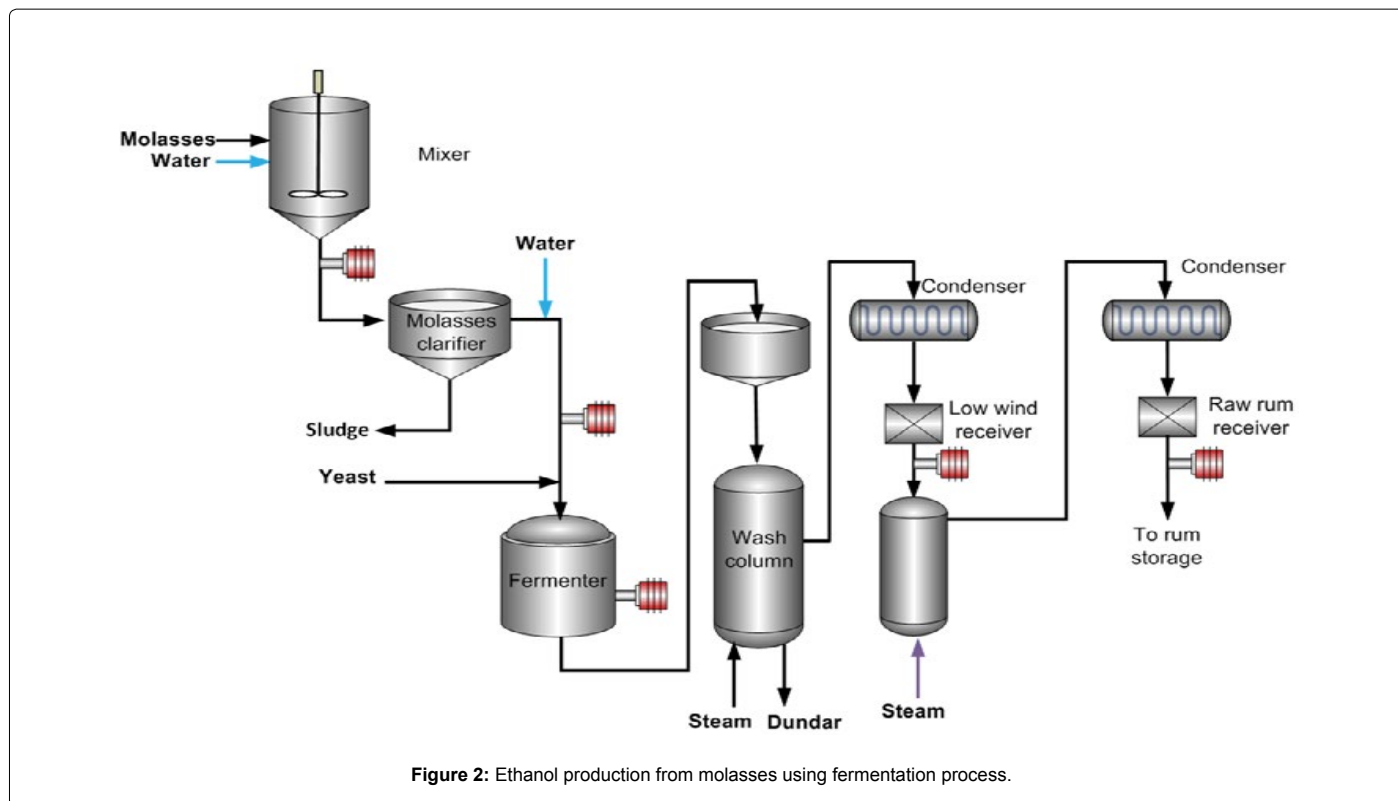 Molasses
Water
Mixer
Water
Molasses
clarifier
Sludge
Yeast
Fermenter
Wash
column
Steam
Dundar
Condenser
Low wind
receiver
Steam
Condenser
Raw rum
receiver
To rum
storage
Figure 2: Ethanol production from molasses using fermentation process.